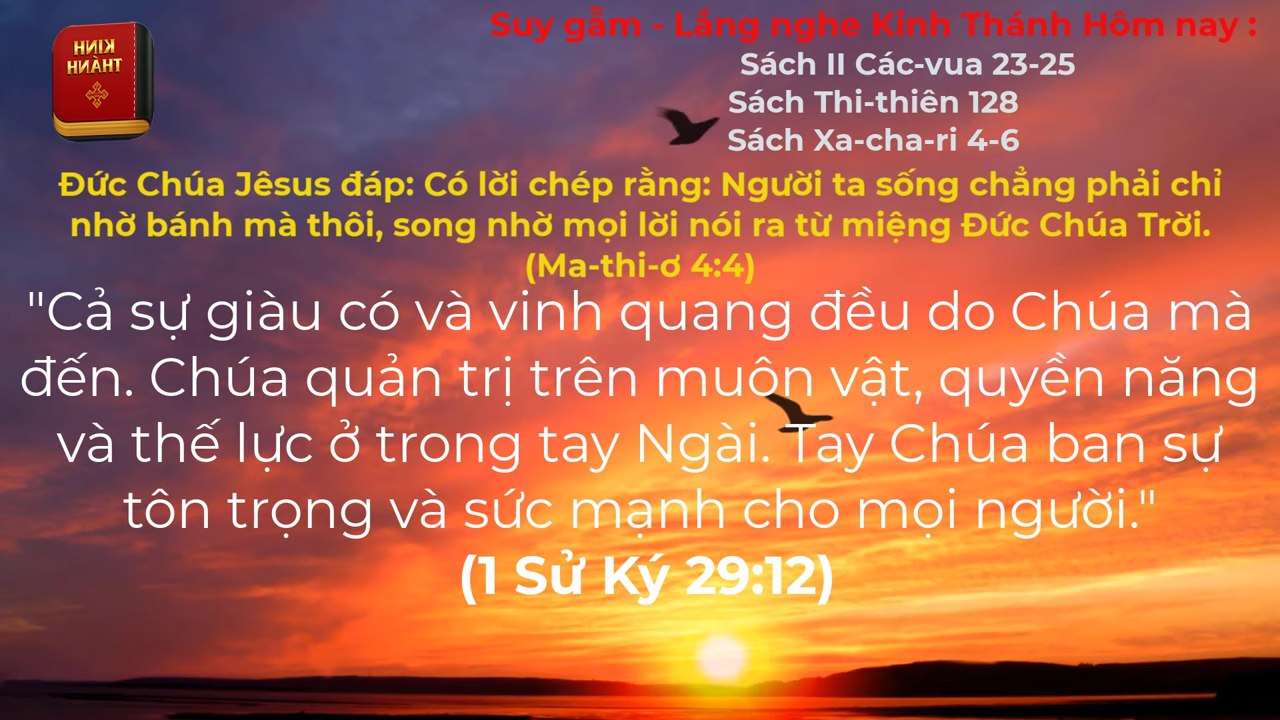 KINH
THÀNH
Suy gẫm - Lắng nghe Kinh Thánh Hôm nay :
Sách II Các-vua 23-25
Sách Thi-thiên 128
Sách Xa-cha-ri 4-6
Đức Chúa Jêsus đáp: Có lời chép rằng: Người ta sống chẳng phải chỉ
nhờ bánh mà thôi, song nhờ mọi lời nói ra từ miệng Đức Chúa Trời.
(Ma-thi-ơ 4:4)
"Cả sự giàu có và vinh quang đều do Chúa mà
đến. Chúa quản trị trên muôn vật, quyền năng
và thế lực ở trong tay Ngài. Tay Chúa ban sự
tôn trọng và sức mạnh cho mọi người."
(1 Sử Ký 29:12)